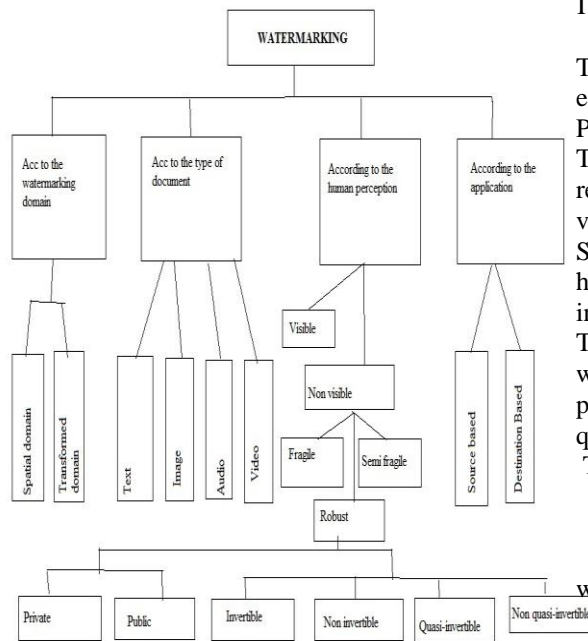 WATERMARKING
Acc to the
watermarking
domain
Acc to the type of
document
According to the
human perception
According to the
application
Visible
Non visible
Spatial domain
Transformed
domain
Text
Image
Audio
Video
Fragile
Semi fragile
Source based
Destination Based
Robust
Private
Public
Invertible
Non invertible
Quasi-invertible
Non quasi-invertible